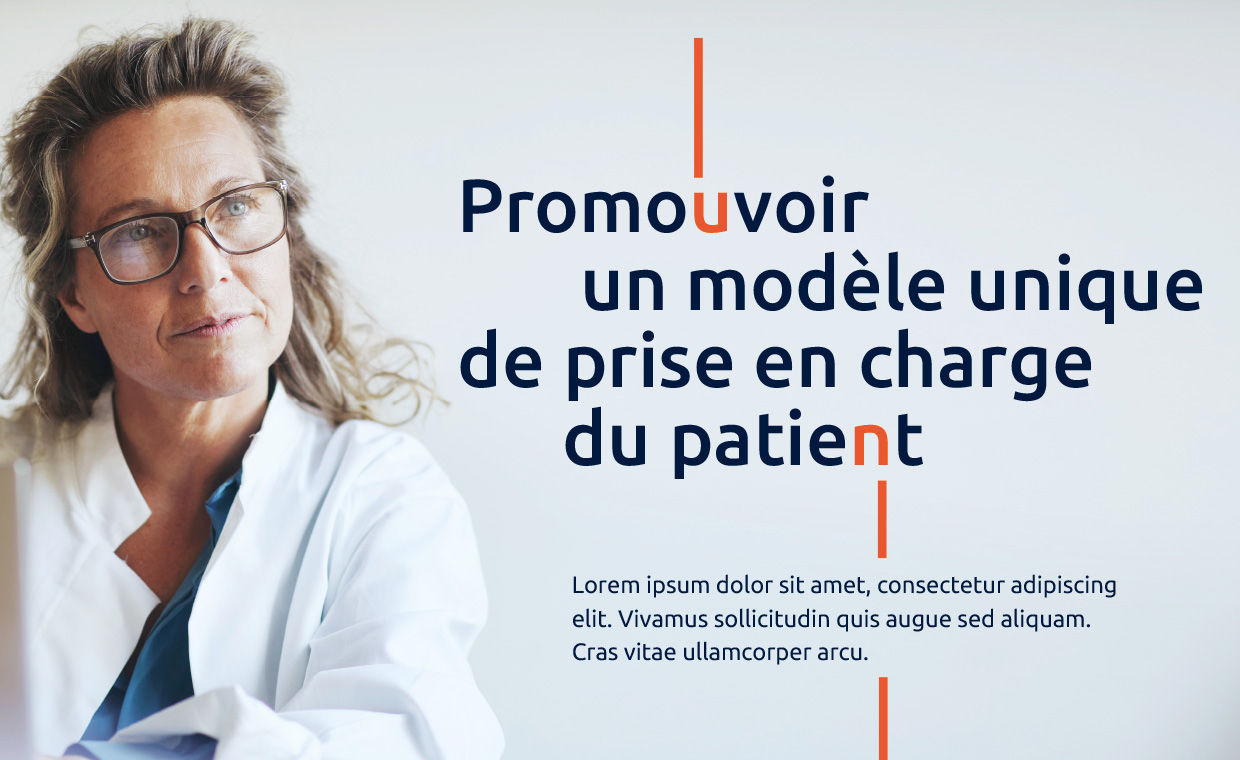 Promouvoir
un modèle unique
de prise en charge
du patient
Lorem ipsum dolor sit amet, consectetur adipiscing
elit. Vivamus sollicitudin quis augue sed aliquam.
Cras vitae ullamcorper arcu.